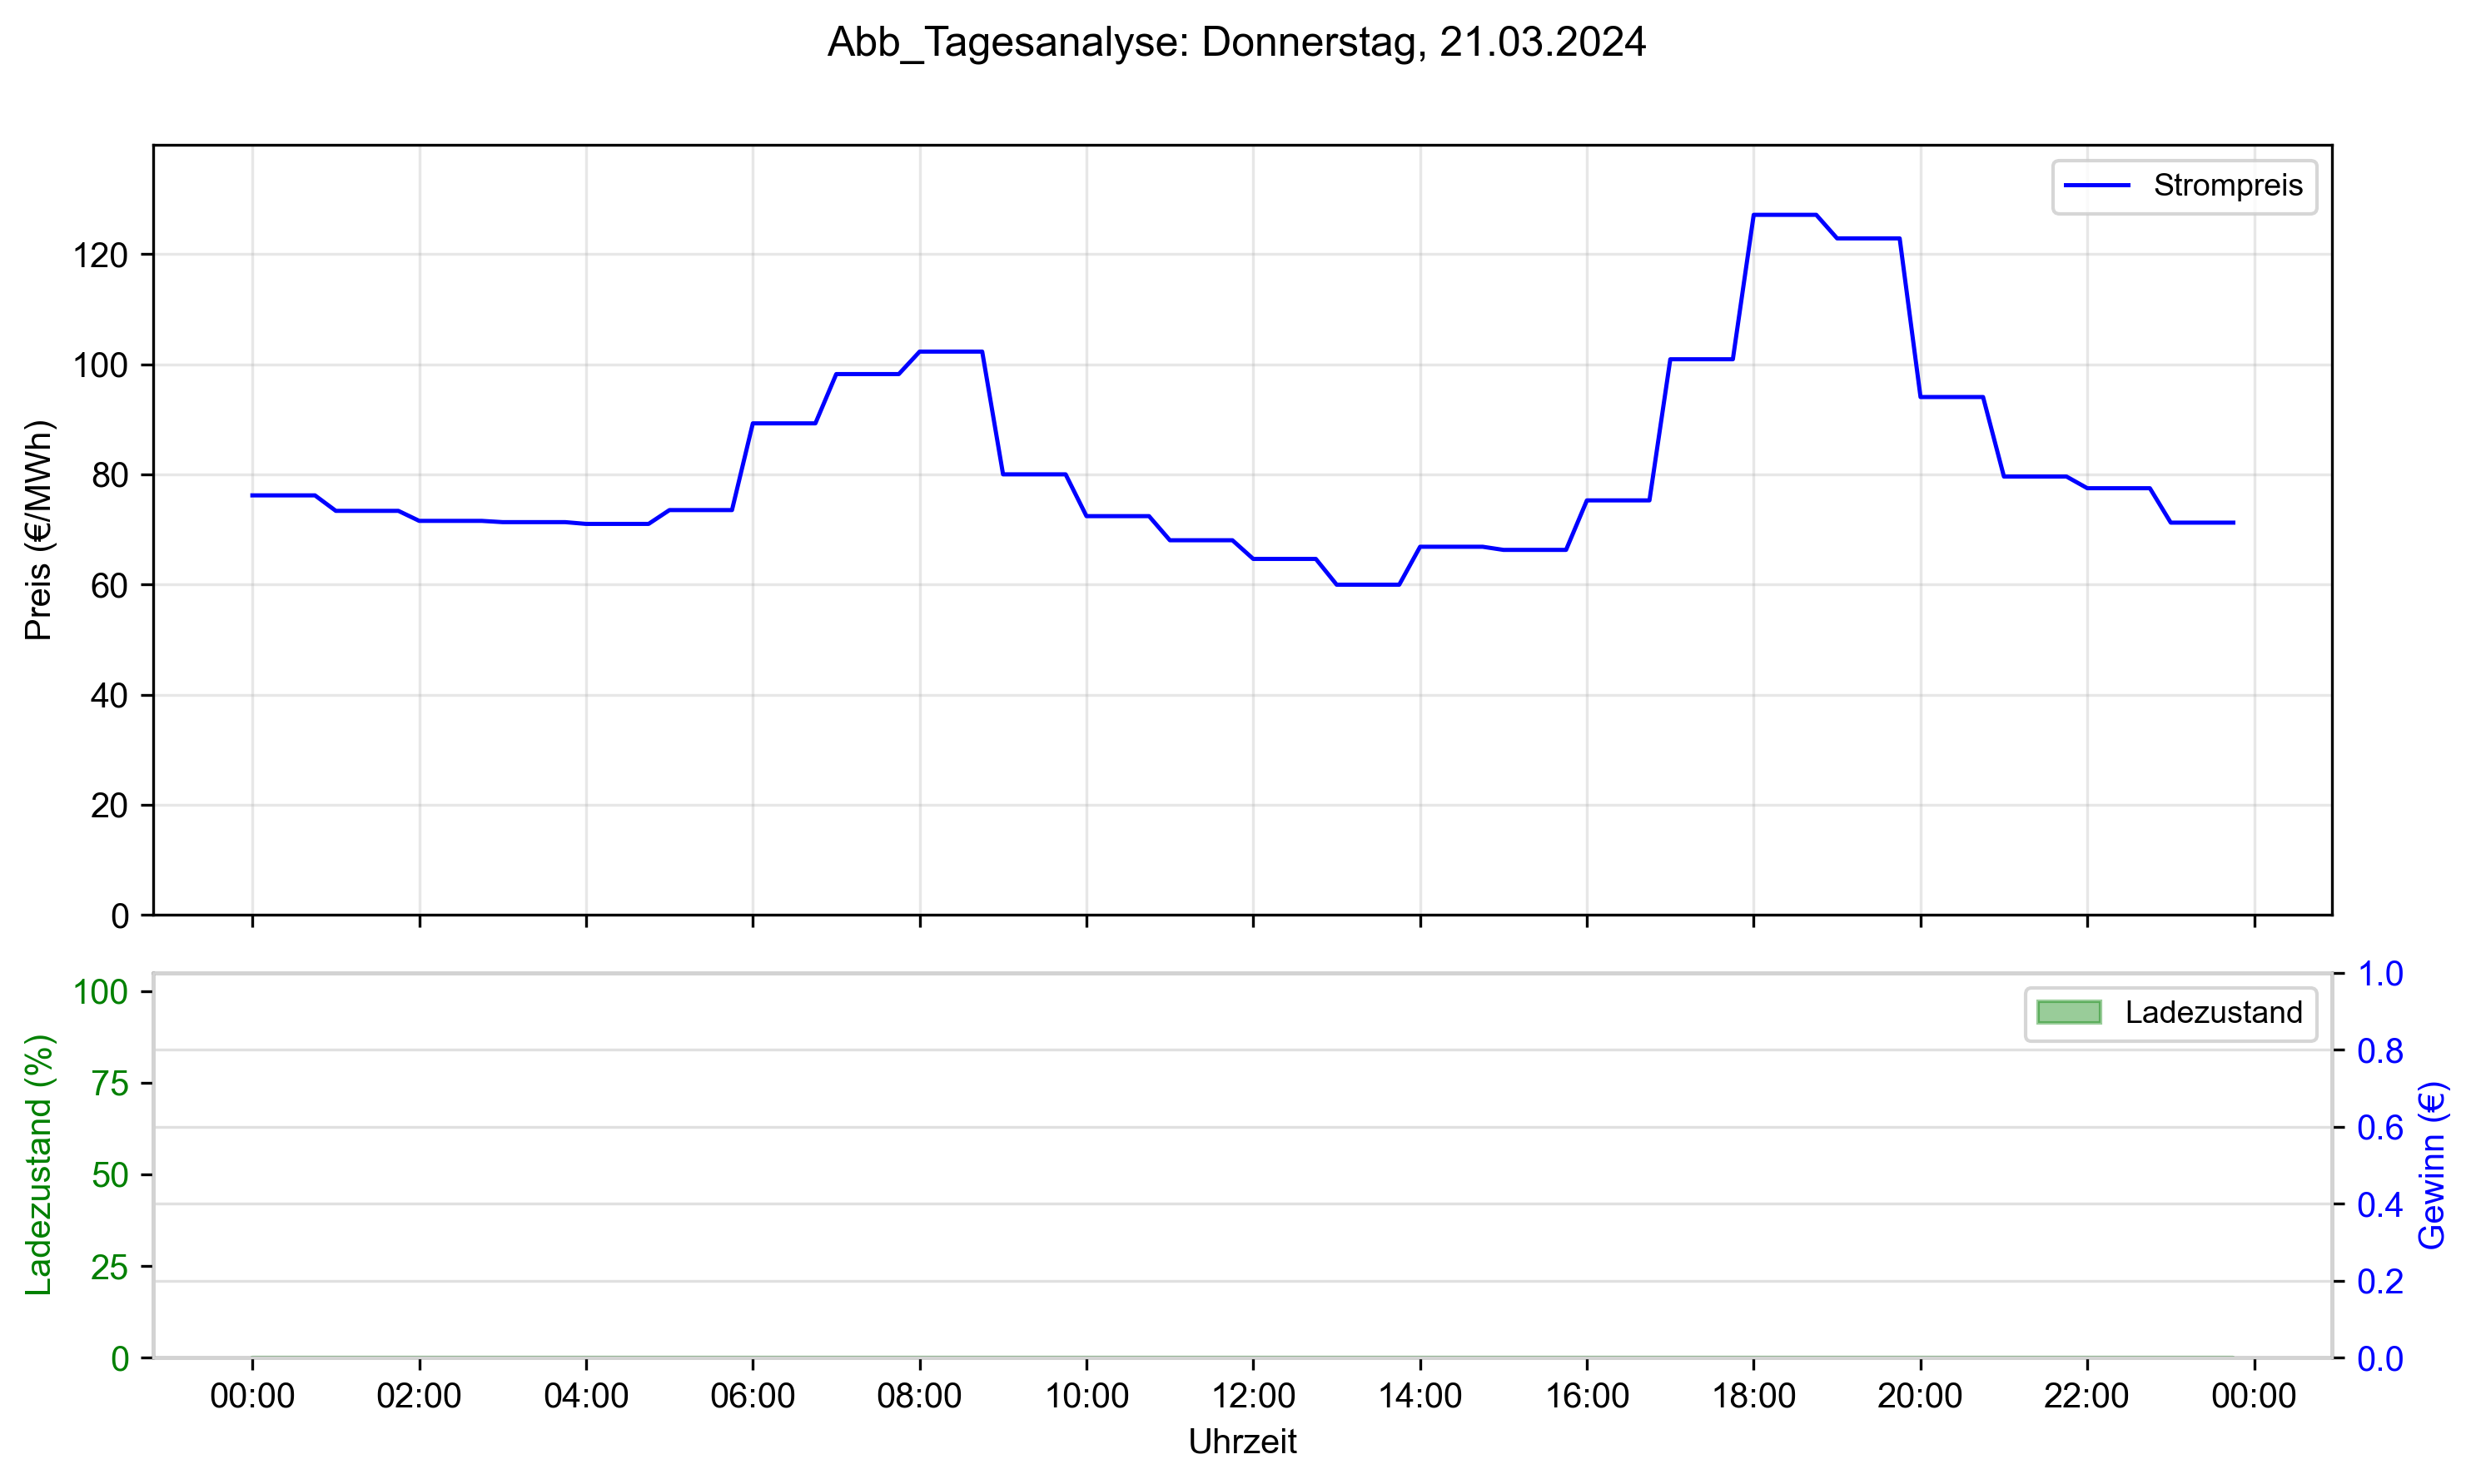 Abb_Tagesanalyse: Donnerstag, 21.03.2024
Strompreis
Preis (€/MWh)
120
100
80
60
40
20
0
Ladezustand
Ladezustand (%)
100
75
50
25
0
1.0
0.8
0.6
0.4
0.2
0.0
Gewinn (€)
00:00 02:00 04:00 06:00 08:00 10:00 12:00 14:00 16:00 18:00 20:00 22:00 00:00
Uhrzeit